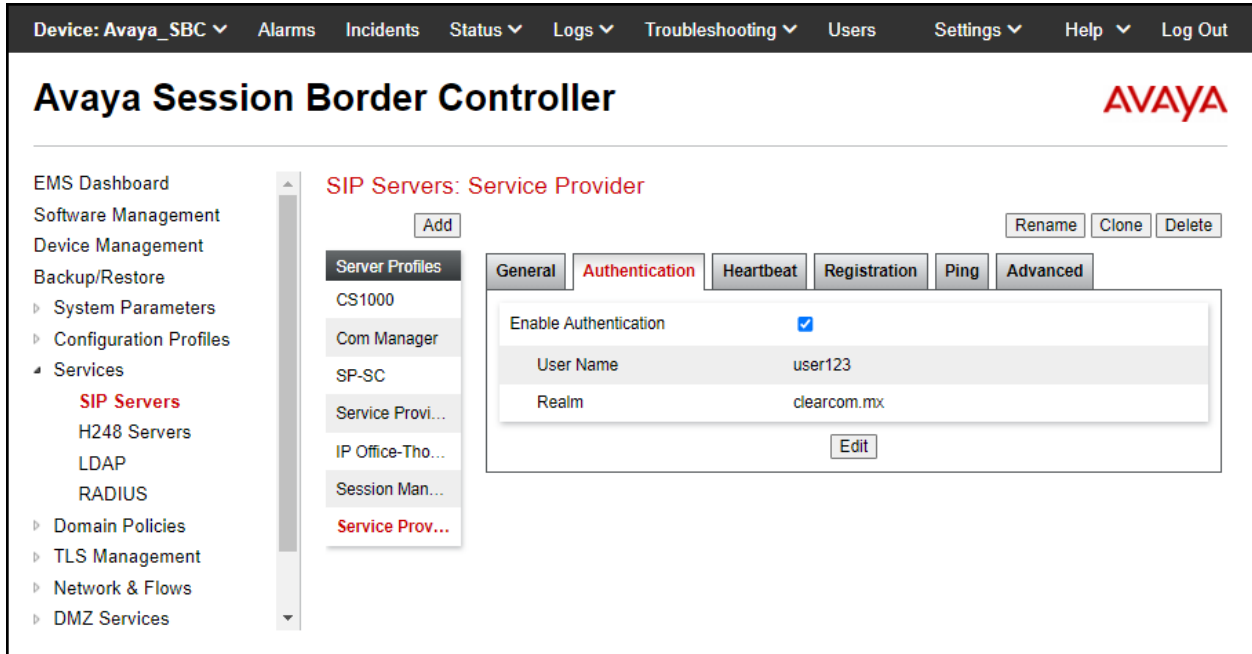 Device: Avaya_SBC Alarms Incidents Status Logs Troubleshooting Users Settings Help Log Out
Avaya Session Border Controller
AVAYA
EMS Dashboard
Software Management
Device Management
Backup/Restore
System Parameters
Configuration Profiles
Services
SIP Servers
H248 Servers
LDAP
RADIUS
Domain Policies
TLS Management
Network & Flows
DMZ Services
SIP Servers: Service Provider
Add
Rename Clone Delete
Server Profiles
CS1000
Com Manager
SP-SC
Service Provi...
IP Office-Tho...
Session Man...
Service Prov...
General Authentication Heartbeat Registration Ping Advanced
Enable Authentication
User Name user123
Realm clearcom.mx
Edit